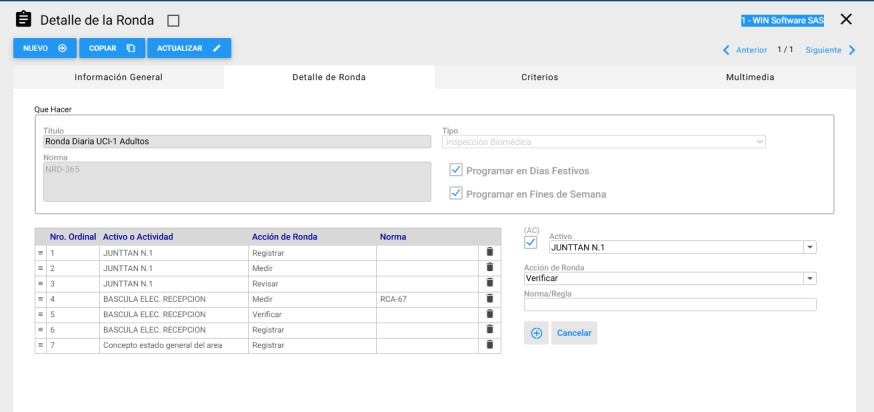 Detalle de la Ronda
1 - WIN Software SAS
NUEVO COPIAR ACTUALIZAR
Anterior 1 / 1 Siguiente
Información General Detalle de Ronda Criterios Multimedia
Que Hacer
Título Tipo
Ronda Diaria UCI-1 Adultos Inspección Biomédica
Norma
NRD-365
Programar en Días Festivos
Programar en Fines de Semana
Nro. Ordinal Activo o Actividad Acción de Ronda Norma
1 JUNTTAN N.1 Registrar
2 JUNTTAN N.1 Medir
3 JUNTTAN N.1 Revisar
4 BASCULA ELEC. RECEPCION Medir RCA-67
5 BASCULA ELEC. RECEPCION Verificar
6 BASCULA ELEC. RECEPCION Registrar
7 Concepto estado general del area Registrar
(AC)
Activo
JUNTTAN N.1
Acción de Ronda
Verificar
Norma/Regla
Cancelar